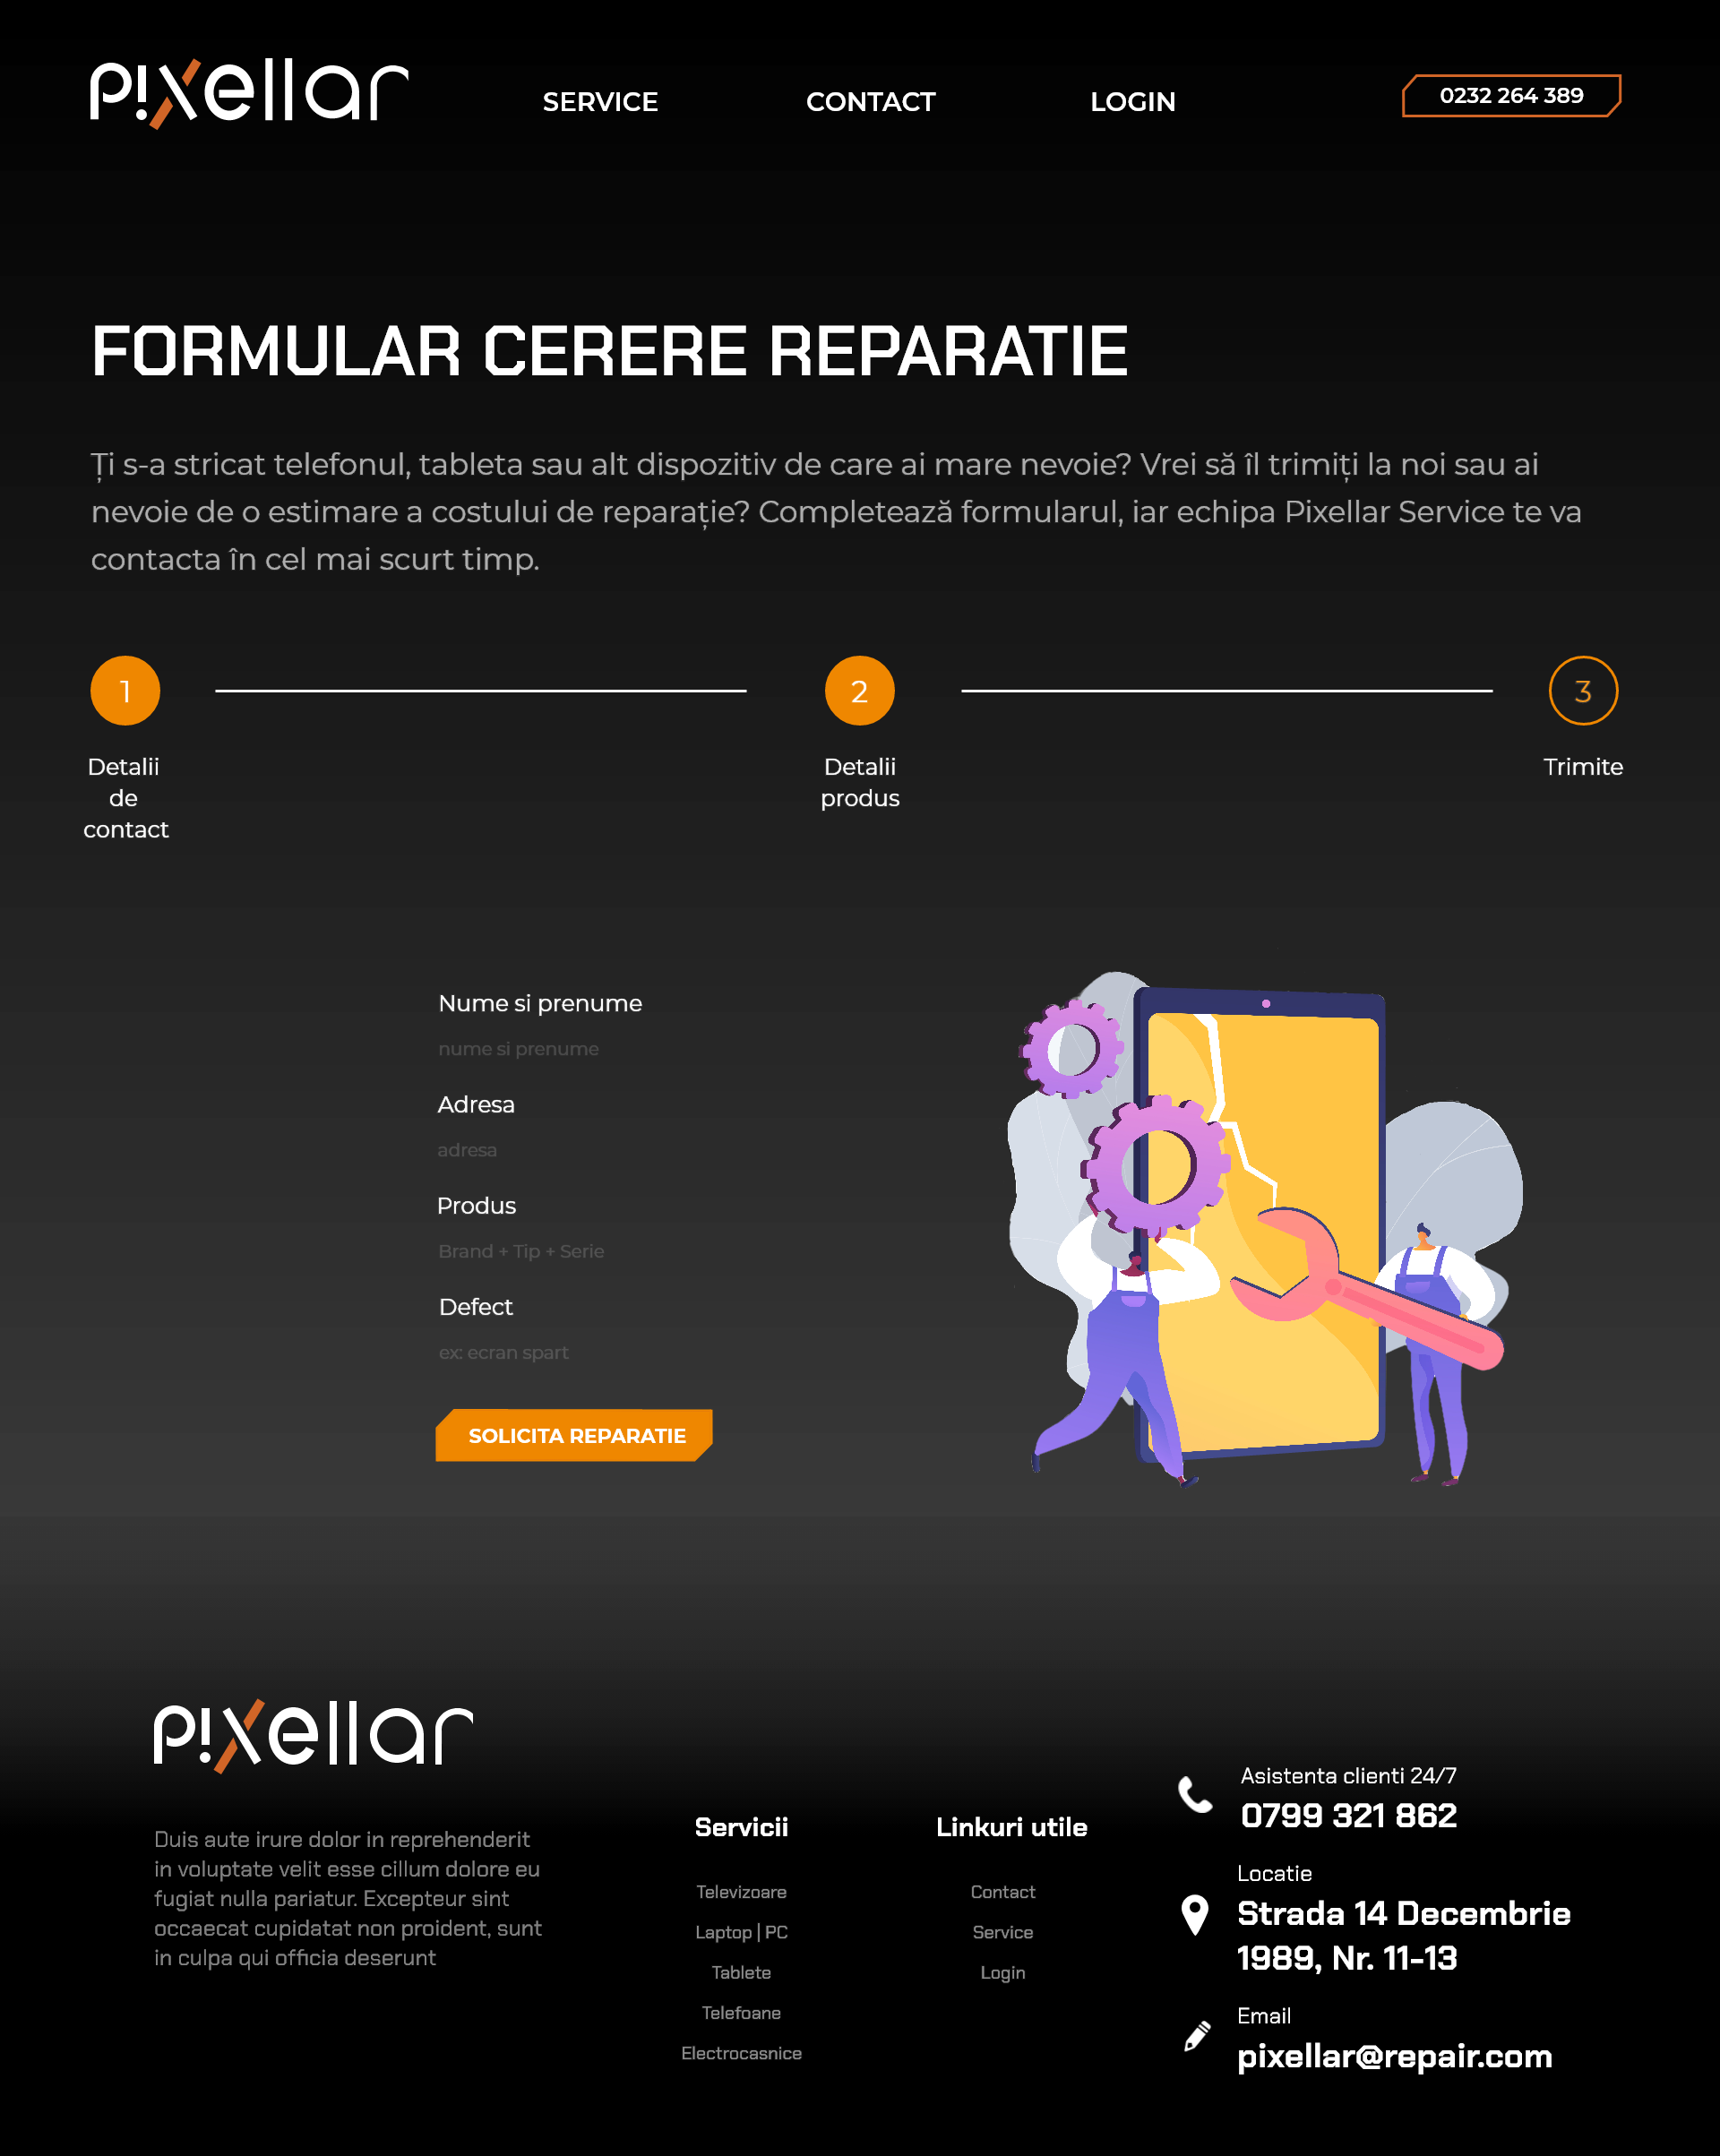 pixellar
SERVICE
CONTACT
LOGIN
0232 264 389
FORMULAR CERERE REPARATIE
Ți s-a stricat telefonul, tableta sau alt dispozitiv de care ai mare nevoie? Vrei să îl trimiți la noi sau ai
nevoie de o estimare a costului de reparație? Completează formularul, iar echipa Pixellar Service te va
contacta în cel mai scurt timp.
1
2
3
Detalii
de
contact
Detalii
produs
Trimite
Nume si prenume
nume si prenume
Adresa
adresa
Produs
Brand + Tip + Serie
Defect
ex: ecran spart
SOLICITA REPARATIE
pixellar
Duis aute irure dolor in reprehenderit
in voluptate velit esse cillum dolore eu
fugiat nulla pariatur. Excepteur sint
occaecat cupidatat non proident, sunt
in culpa qui officia deserunt
Servicii
Televizoare
Laptop | PC
Tablete
Telefoane
Electrocasnice
Linkuri utile
Contact
Service
Login
Asistenta clienti 24/7
0799 321 862
Locatie
Strada 14 Decembrie
1989, Nr. 11-13
Email
pixellar@repair.com